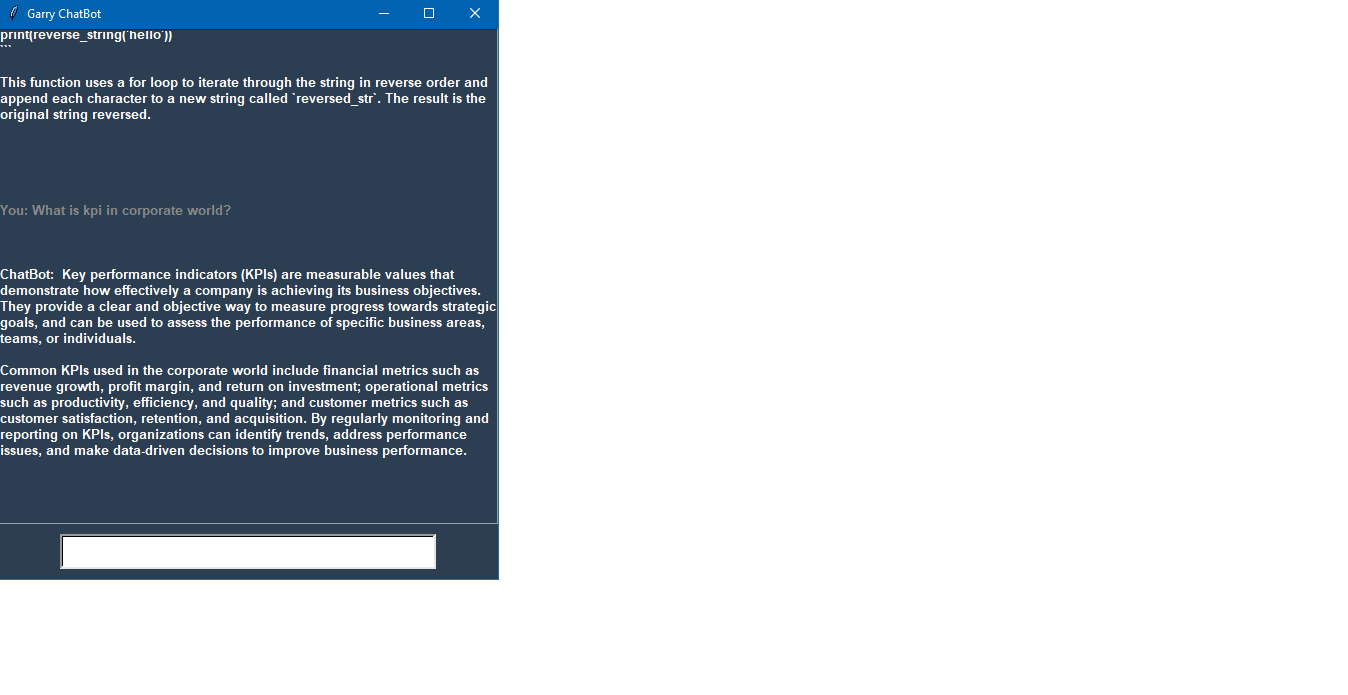 Garry ChatBot
print(reverse_string('hello'))
```
This function uses a for loop to iterate through the string in reverse order and
append each character to a new string called `reversed_str`. The result is the
original string reversed.
You: What is kpi in corporate world?
ChatBot:  Key performance indicators (KPIs) are measurable values that
demonstrate how effectively a company is achieving its business objectives.
They provide a clear and objective way to measure progress towards strategic
goals, and can be used to assess the performance of specific business areas,
teams, or individuals.
Common KPIs used in the corporate world include financial metrics such as
revenue growth, profit margin, and return on investment; operational metrics
such as productivity, efficiency, and quality; and customer metrics such as
customer satisfaction, retention, and acquisition. By regularly monitoring and
reporting on KPIs, organizations can identify trends, address performance
issues, and make data-driven decisions to improve business performance.